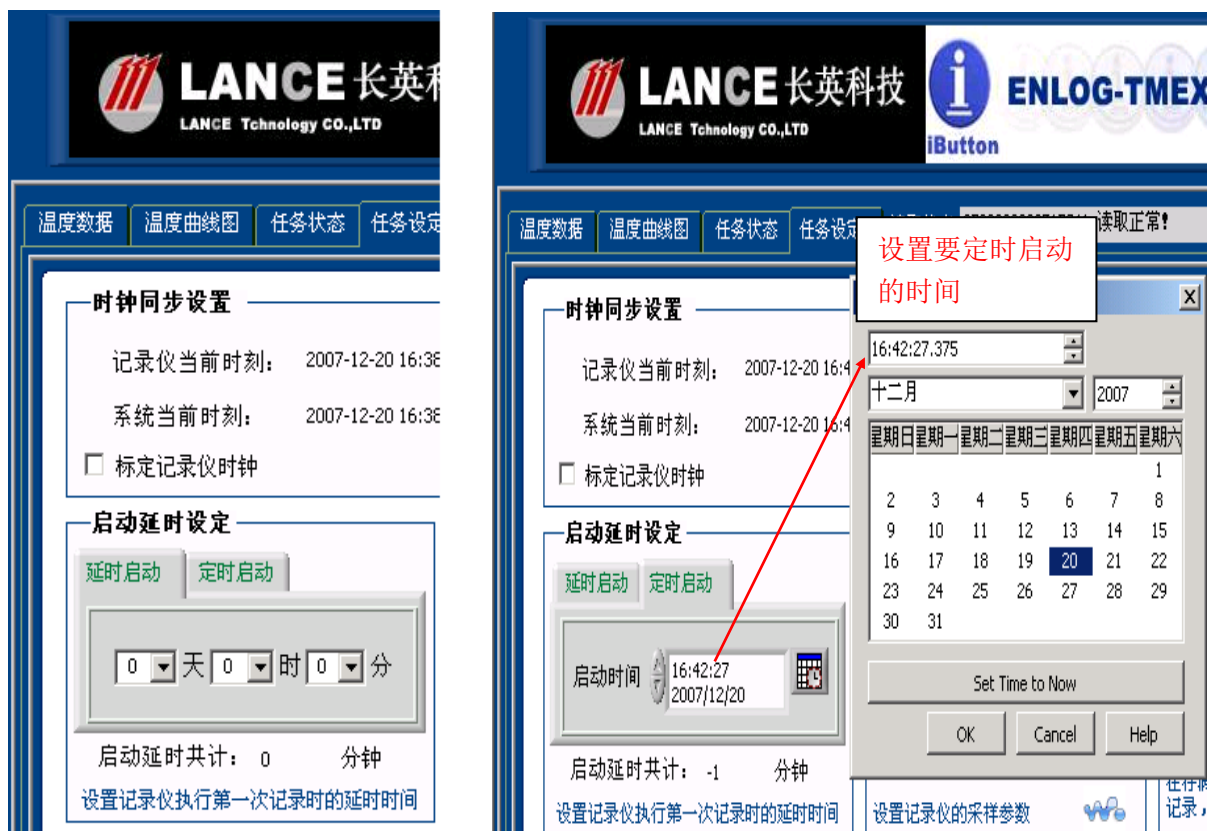 LANCE 长英
LANCE Tchnology CO.,LTD
温度数据 温度曲线图 任务状态 任务设定
时钟同步设置
记录仪当前时刻： 2007-12-20 16:38
系统当前时刻： 2007-12-20 16:38
标定记录仪时钟
启动延时设定
延时启动 定时启动
0 天 0 时 0 分
启动延时共计： 0 分钟
设置记录仪执行第一次记录时的延时时间
LANCE 长英科技
LANCE Tchnology CO.,LTD
iButton
ENLOG-TMEX
温度数据 温度曲线图 任务状态 任务设定
读取正常!
设置要定时启动
的时间
时钟同步设置
记录仪当前时刻： 2007-12-20 16:4
系统当前时刻： 2007-12-20 16:4
标定记录仪时钟
启动延时设定
延时启动 定时启动
启动时间 16:42:27
2007/12/20
启动延时共计： -1 分钟
设置记录仪执行第一次记录时的延时时间
16:42:27.375
十二月 2007
星期日 星期一 星期二 星期三 星期四 星期五 星期六
1
2 3 4 5 6 7 8
9 10 11 12 13 14 15
16 17 18 19 20 21 22
23 24 25 26 27 28 29
30 31
Set Time to Now
OK Cancel Help
设置记录仪的采样参数
记录，